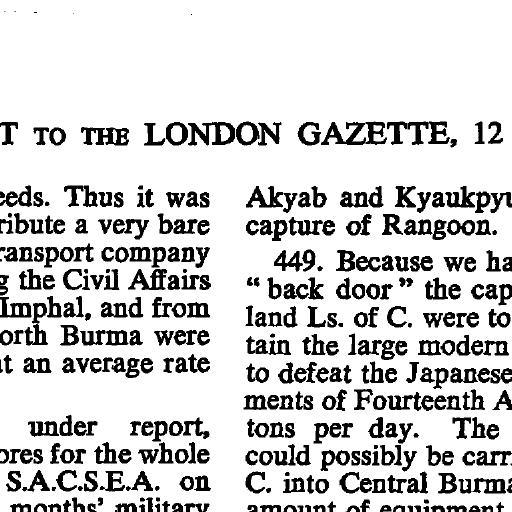 T TO THE LONDON GAZETTE, 12
eeds. Thus it was
ribute a very bare
ransport company
g the Civil Affairs
Imphal, and from
orth Burma were
at an average rate
under report,
ores for the whole
S.A.C.S.E.A. on
months' military
Akyab and Kyaukpyu
capture of Rangoon.
449. Because we ha
"back door" the cap
land Ls. of C. were to
tain the large modern
to defeat the Japanese
ments of Fourteenth A
tons per day. The
could possibly be carr
C. into Central Burma
amount of equipment